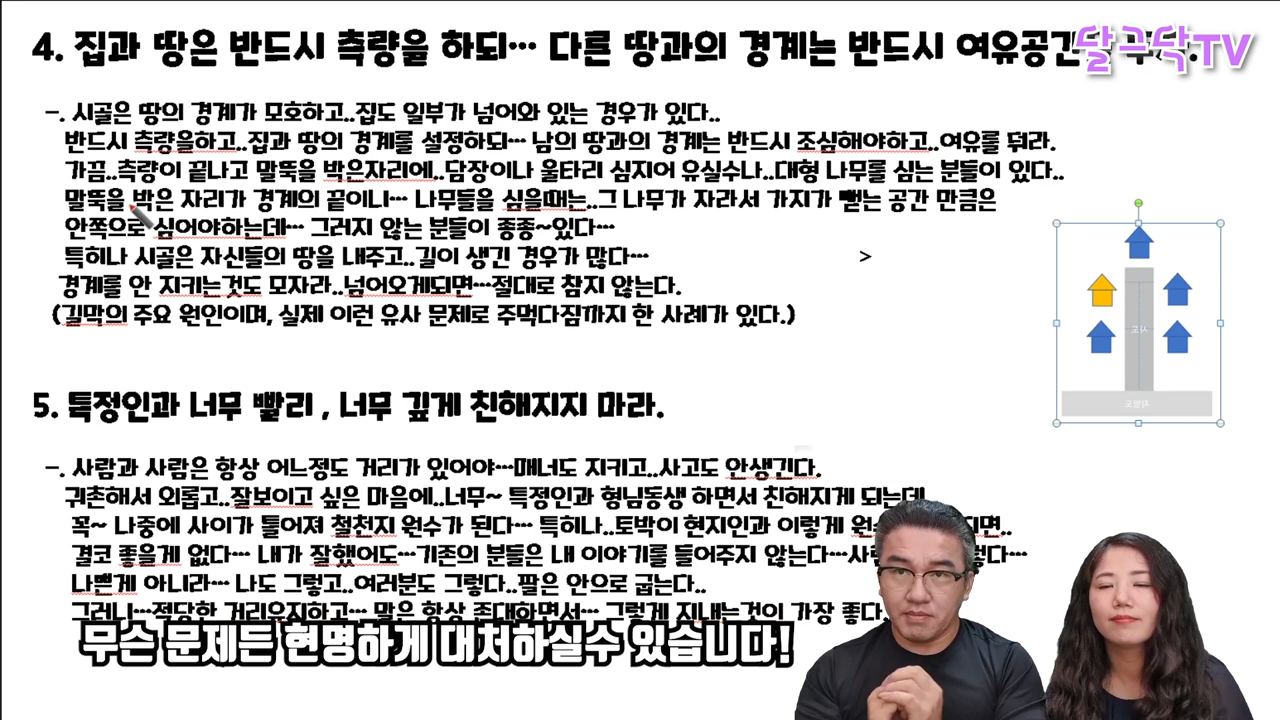 4. 집과 땅은 반드시 측량을 하되… 다른 땅과의 경계는 반드시 여유공간
달구닥TV
-. 시골은 땅의 경계가 모호하고..집도 일부가 넘어와 있는 경우가 있다..
반드시 측량을하고..집과 땅의 경계를 설정하되… 남의 땅과의 경계는 반드시 조심해야하고..여유를 둬라.
가끔..측량이 끝나고 말뚝을 박은자리에..담장이나 울타리 심지어 유실수나..대형 나무를 심는 분들이 있다..
말뚝을 박은 자리가 경계의 끝이니… 나무들을 심을때는..그 나무가 자라서 가지가 뻗는 공간 만큼은
안쪽으로 심어야하는데… 그러지 않는 분들이 종종~있다…
특히나 시골은 자신들의 땅을 내주고..길이 생긴 경우가 많다…
>
경계를 안 지키는것도 모자라..넘어오게되면…절대로 참지 않는다.
(길막의 주요 원인이며, 실제 이런 유사 문제로 주먹다짐까지 한 사례가 있다.)
사도
지방도
5. 특정인과 너무 빨리 , 너무 깊게 친해지지 마라.
-. 사람과 사람은 항상 어느정도 거리가 있어야…매너도 지키고..사고도 안생긴다.
귀촌해서 외롭고..잘보이고 싶은 마음에..너무~ 특정인과 형님동생 하면서 친해지게 되는데
꼭~ 나중에 사이가 틀어져 철천지 원수가 된다… 특히나..토박이 현지인과 이렇게 원수 지면..
결코 좋을게 없다… 내가 잘했어도…기존의 분들은 내 이야기를 들어주지 않는다…사람 렇다…
나쁜게 아니라… 나도 그렇고..여러분도 그렇다..팔은 안으로 굽는다..
그러니…적당한 거리유지하고… 말은 항상 존대하면서… 그렇게 지내는것이 가장 좋다.
무슨 문제든 현명하게 대처하실수 있습니다!